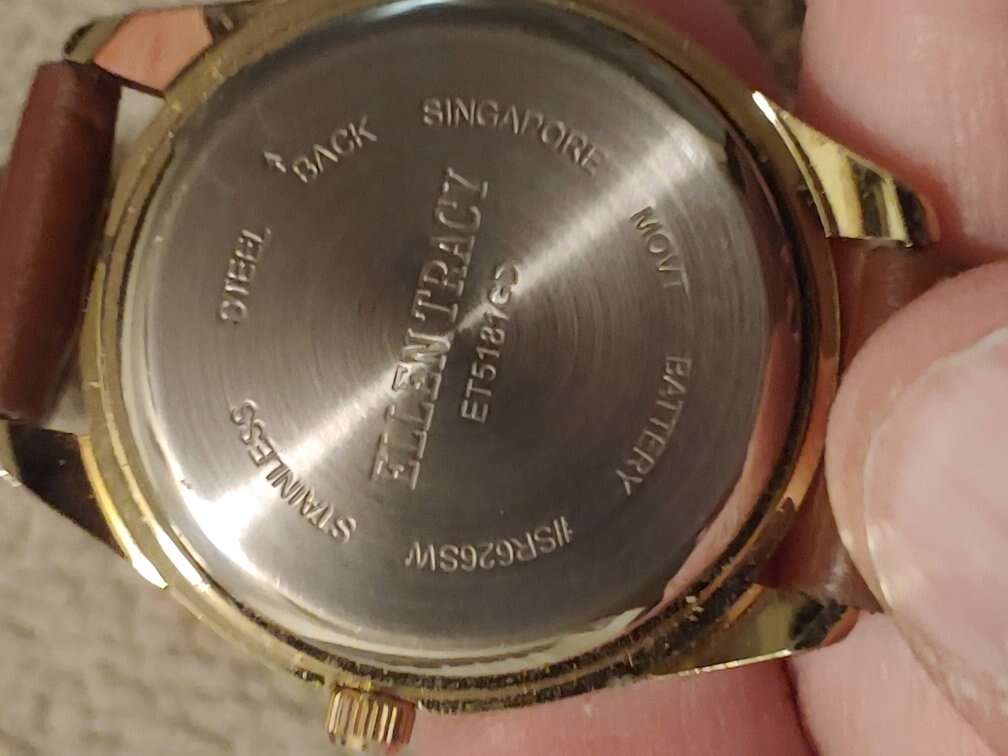 ELLEN TRACY
ET5181GD
STAINLESS STEEL BACK SINGAPORE MOVT BATTERY #SR626SW